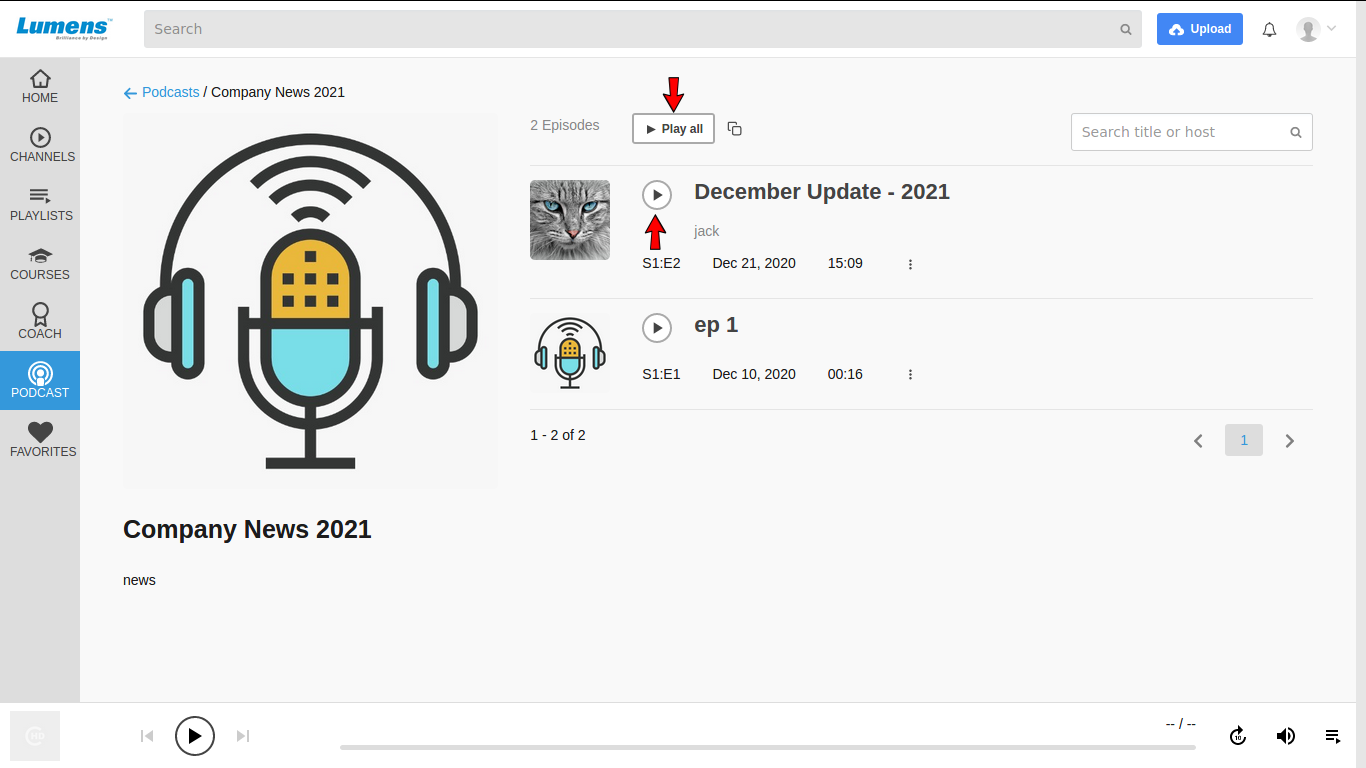 Lumens™
Brilliance by Design
Search
Upload
HOME
CHANNELS
PLAYLISTS
COURSES
COACH
PODCAST
FAVORITES
Podcasts / Company News 2021
2 Episodes
Play all
Search title or host
December Update - 2021
jack
S1:E2 Dec 21, 2020 15:09
ep 1
S1:E1 Dec 10, 2020 00:16
1 - 2 of 2
1
Company News 2021
news
HD
-- / --
10